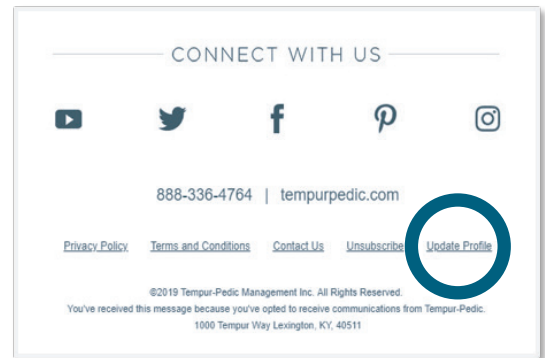 CONNECT WITH US
888-336-4764 | tempurpedic.com
Privacy Policy Terms and Conditions Contact Us Unsubscribe Update Profile
©2019 Tempur-Pedic Management Inc. All Rights Reserved.
You've received this message because you've opted to receive communications from Tempur-Pedic.
1000 Tempur Way Lexington, KY, 40511